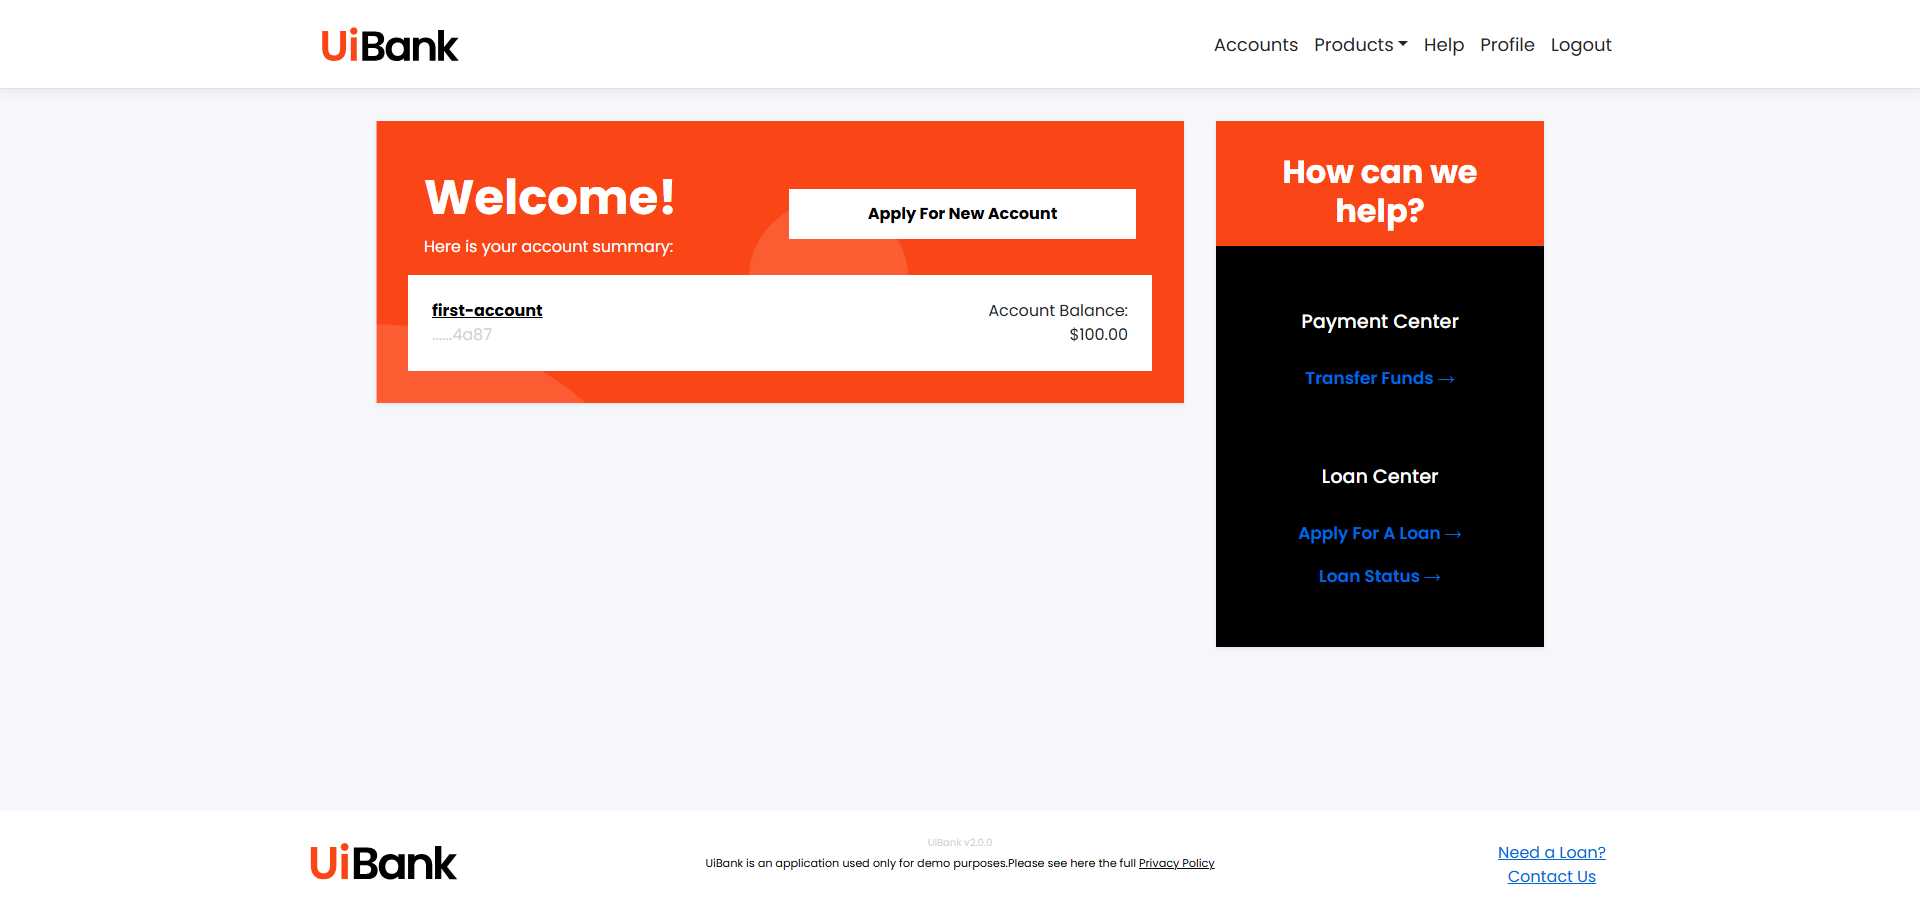 UiBank
Accounts Products Help Profile Logout
Welcome!
Here is your account summary:
Apply For New Account
first-account
......4a87
Account Balance:
$100.00
How can we
help?
Payment Center
Transfer Funds →
Loan Center
Apply For A Loan →
Loan Status →
UiBank
UiBank v2.0.0
UiBank is an application used only for demo purposes.Please see here the full Privacy Policy
Need a Loan?
Contact Us